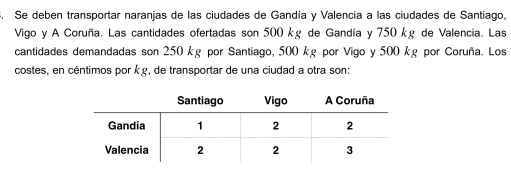 . Se deben transportar naranjas de las ciudades de Gandía y Valencia a las ciudades de Santiago,
Vigo y A Coruña. Las cantidades ofertadas son 500 kg de Gandía y 750 kg de Valencia. Las
cantidades demandadas son 250 kg por Santiago, 500 kg por Vigo y 500 kg por Coruña. Los
costes, en céntimos por kg, de transportar de una ciudad a otra son:
Santiago Vigo A Coruña
Gandía 1 2 2
Valencia 2 2 3